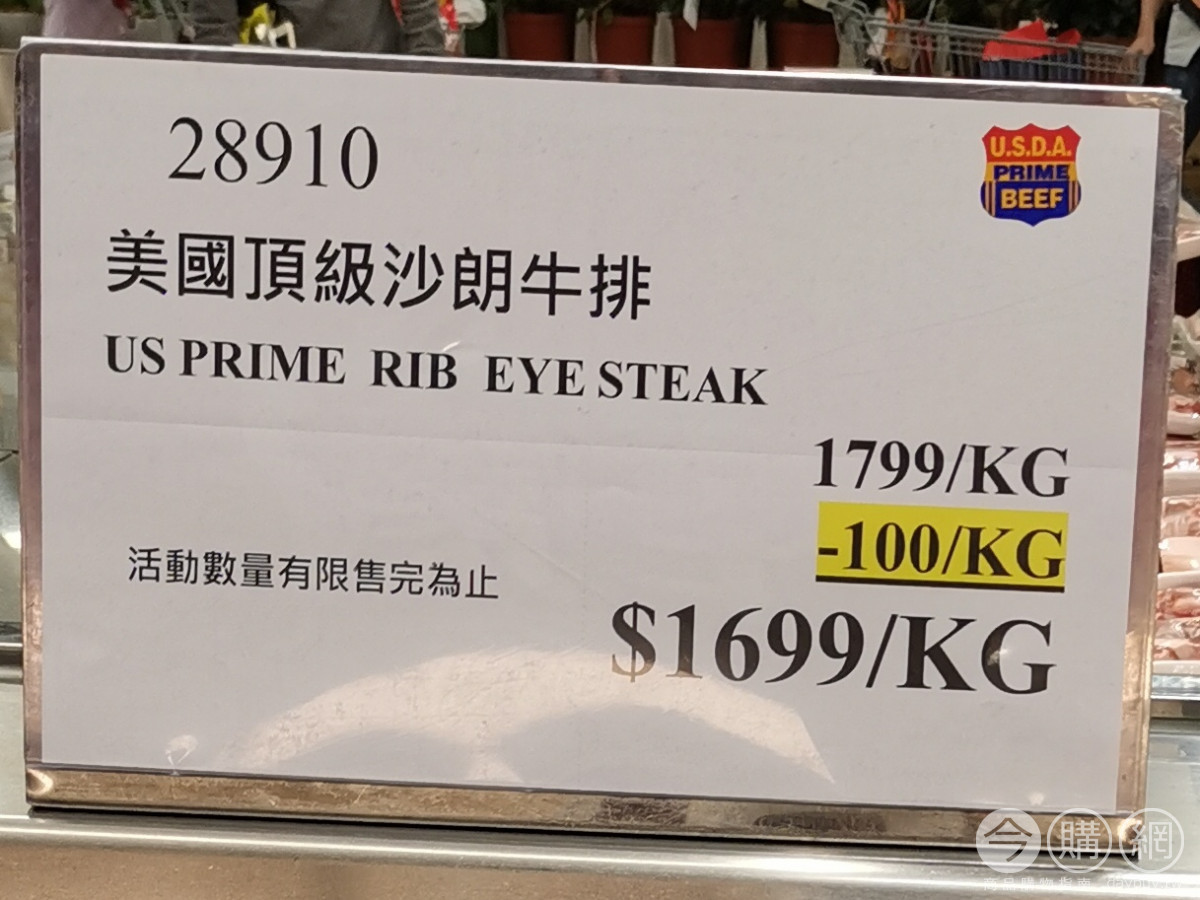 28910
U.S.D.A.
PRIME
BEEF
美國頂級沙朗牛排
US PRIME RIB EYE STEAK
1799/KG
-100/KG
活動數量有限售完為止
$1699/KG
今購網